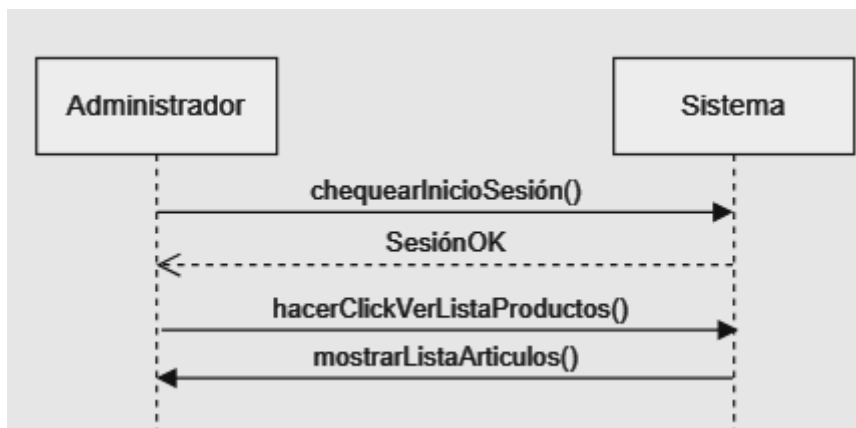 Administrador
Sistema
chequearInicioSesión()
SesiónOK
hacerClickVerListaProductos()
mostrarListaArticulos()